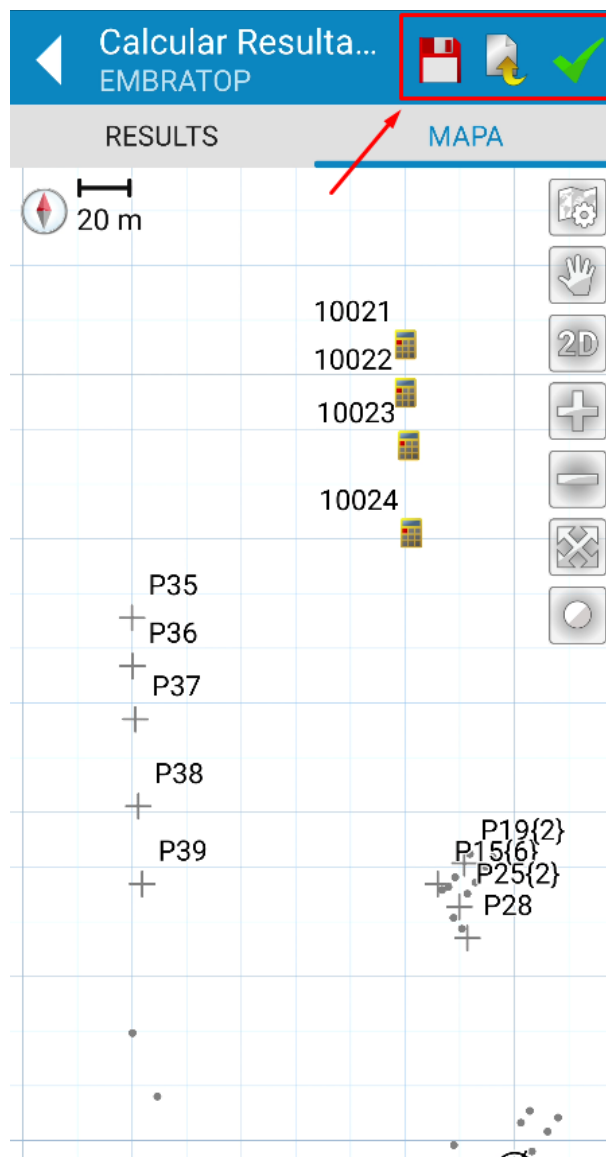 Calcular Resulta...
EMBRATOP
RESULTS
MAPA
20 m
2D
10021
10022
10023
10024
P35
P36
P37
P38
P39
P19{2}
P15{6}
P25{2}
P28